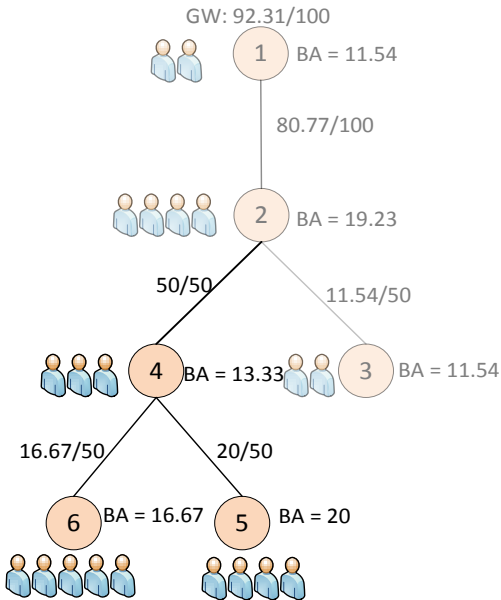 GW: 92.31/100
1
BA = 11.54
80.77/100
2
BA = 19.23
50/50
11.54/50
4
BA = 13.33
3
BA = 11.54
16.67/50
20/50
6
BA = 16.67
5
BA = 20